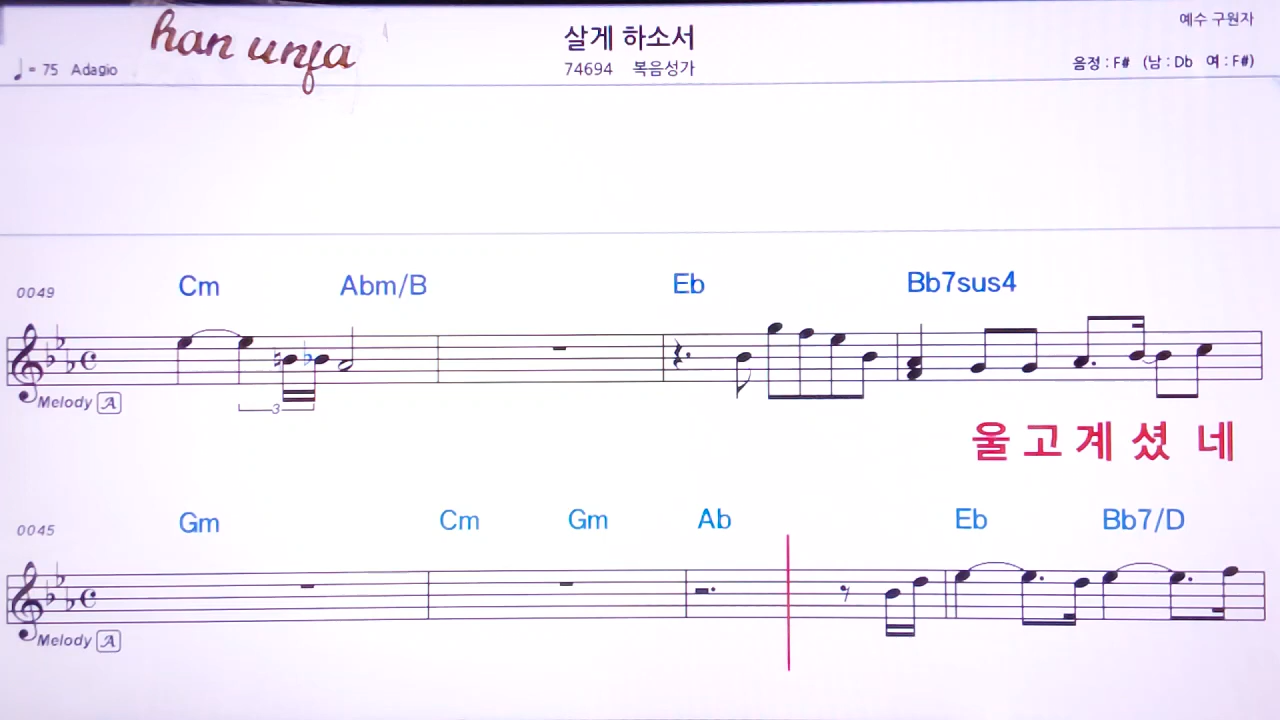 han unja
살게 하소서
예수 구원자
♩= 75 Adagio
74694 복음성가
음정 : F# (남 : Db 여 : F#)
0049 Cm Abm/B Eb Bb7sus4
3
Melody A
울고계셨네
0045 Gm Cm Gm Ab Eb Bb7/D
Melody A